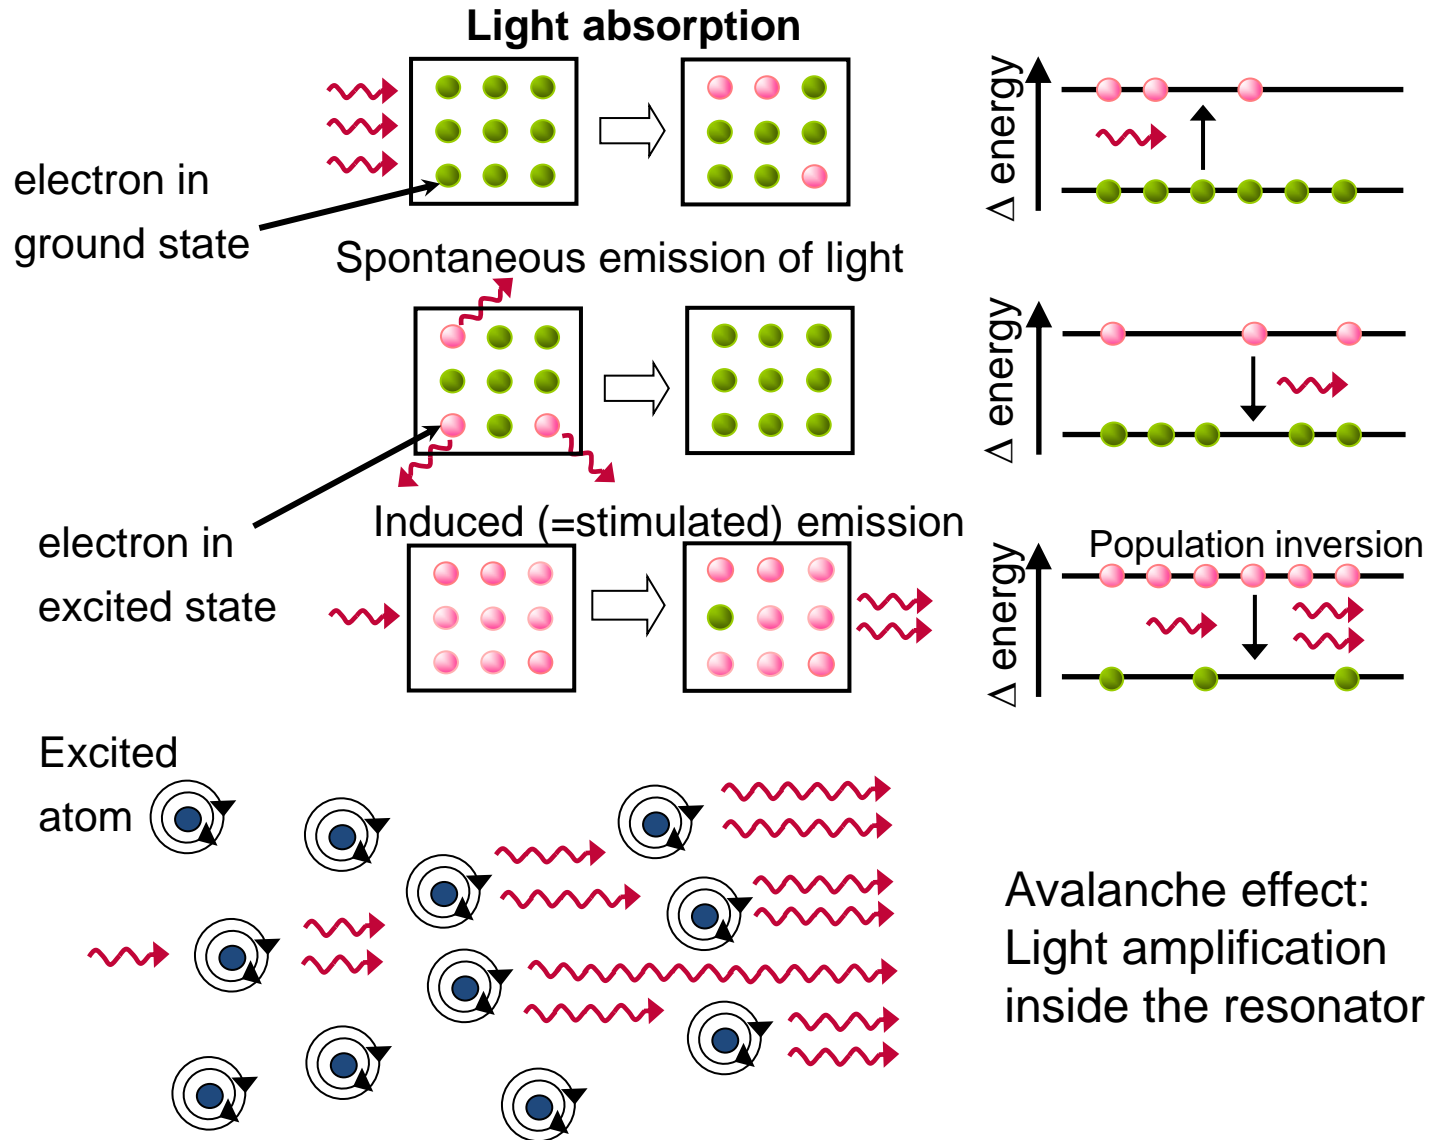 Light absorption
Δ energy
electron in
ground state
Spontaneous emission of light
Δ energy
electron in
excited state
Induced (=stimulated) emission
Δ energy
Population inversion
Excited
atom
Avalanche effect:
Light amplification
inside the resonator